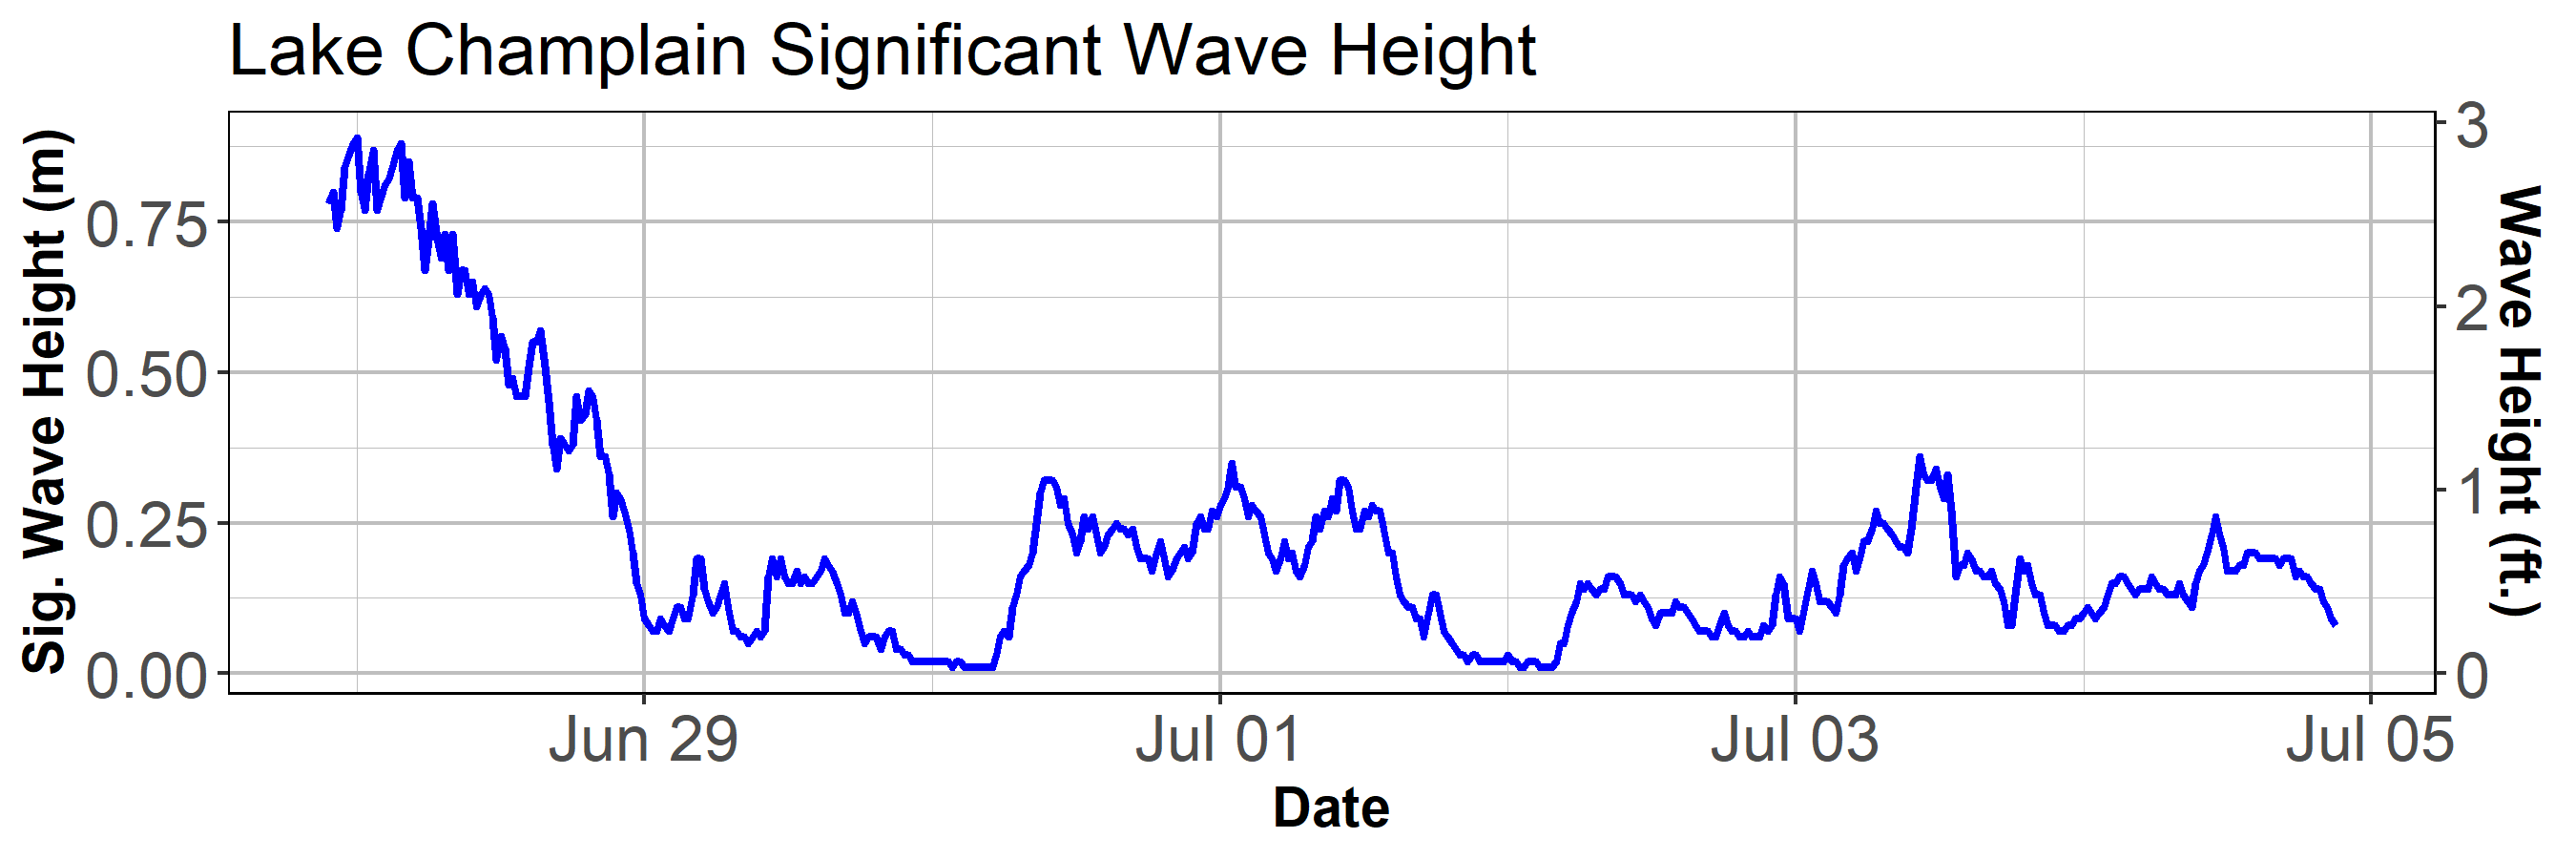 Lake Champlain Significant Wave Height
Sig. Wave Height (m)
0.75
0.50
0.25
0.00
3
2
1
0
Wave Height (ft.)
Jun 29
Jul 01
Jul 03
Jul 05
Date